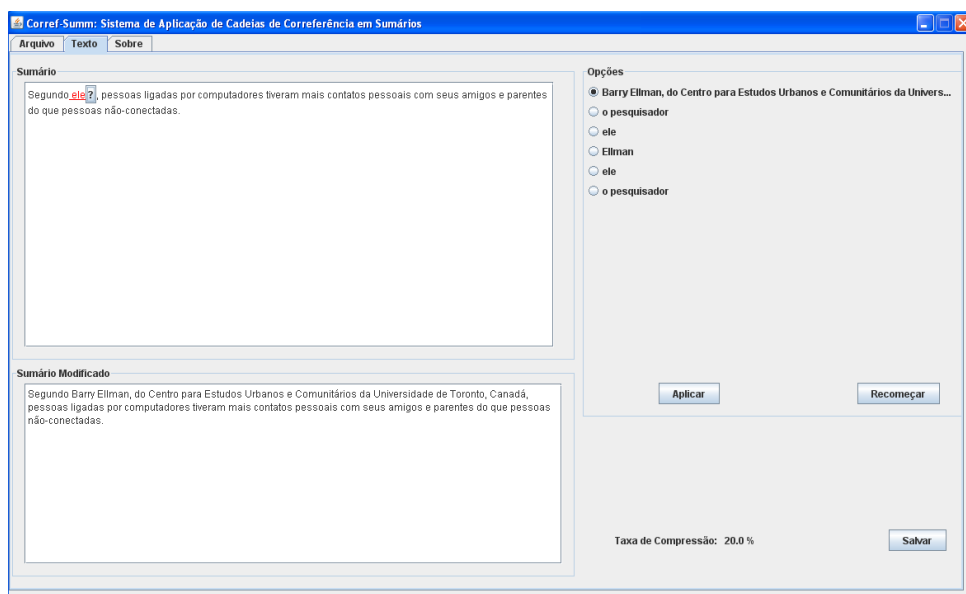 Corref-Summ: Sistema de Aplicação de Cadeias de Correferência em Sumários
Arquivo Texto Sobre
Sumário
Segundo ele ?, pessoas ligadas por computadores tiveram mais contatos pessoais com seus amigos e parentes
do que pessoas não-conectadas.
Opções
Barry Ellman, do Centro para Estudos Urbanos e Comunitários da Univers...
o pesquisador
ele
Ellman
ele
o pesquisador
Aplicar Recomeçar
Sumário Modificado
Segundo Barry Ellman, do Centro para Estudos Urbanos e Comunitários da Universidade de Toronto, Canadá,
pessoas ligadas por computadores tiveram mais contatos pessoais com seus amigos e parentes do que pessoas
não-conectadas.
Taxa de Compressão: 20.0 % Salvar